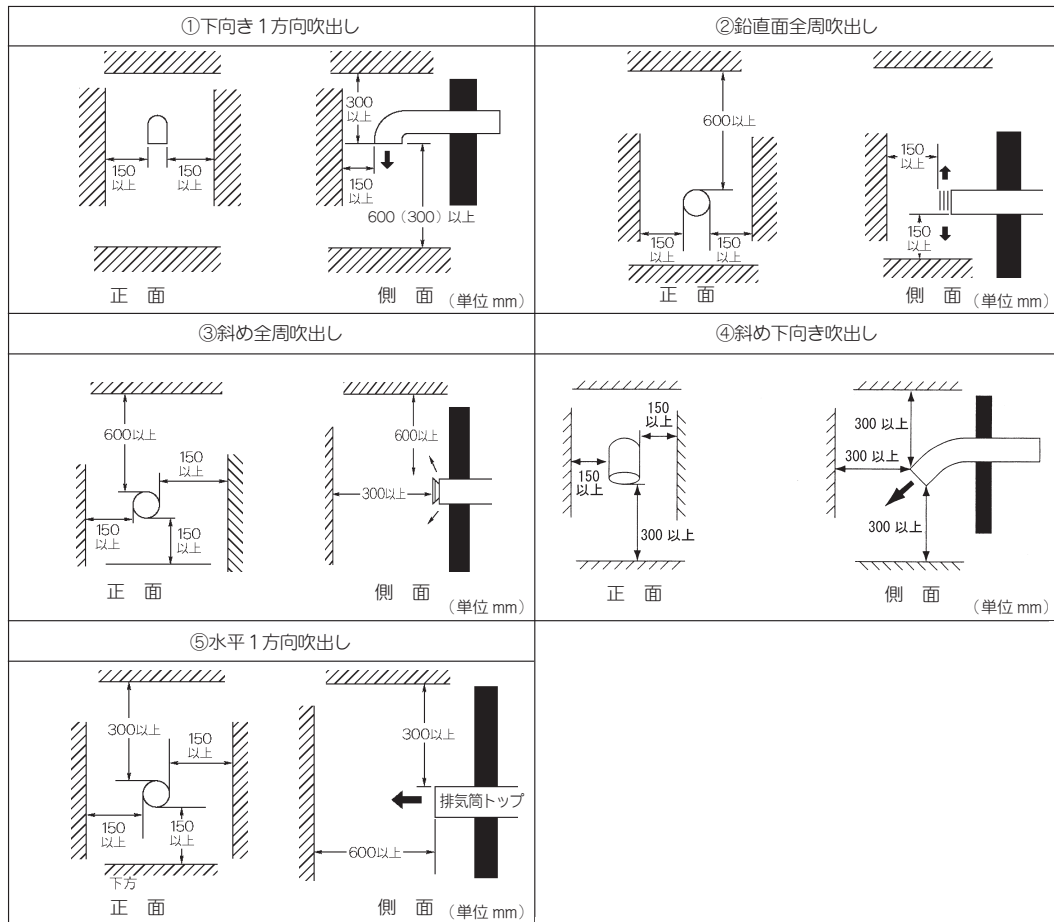 ①下向き1方向吹出し
300
以上
150
以上
150
以上
150
以上
600（300）以上
正 面
側 面
（単位 mm）
②鉛直面全周吹出し
600以上
150
以上
150
以上
150
以上
150
以上
正 面
側 面
（単位 mm）
③斜め全周吹出し
600以上
150
以上
150
以上
150
以上
600以上
300以上
正 面
側 面
（単位 mm）
④斜め下向き吹出し
150
以上
150
以上
300 以上
300 以上
300 以上
300 以上
正 面
側 面
（単位 mm）
⑤水平1方向吹出し
300以上
150
以上
150
以上
150
以上
下方
300以上
排気筒トップ
600以上
正 面
側 面
（単位 mm）